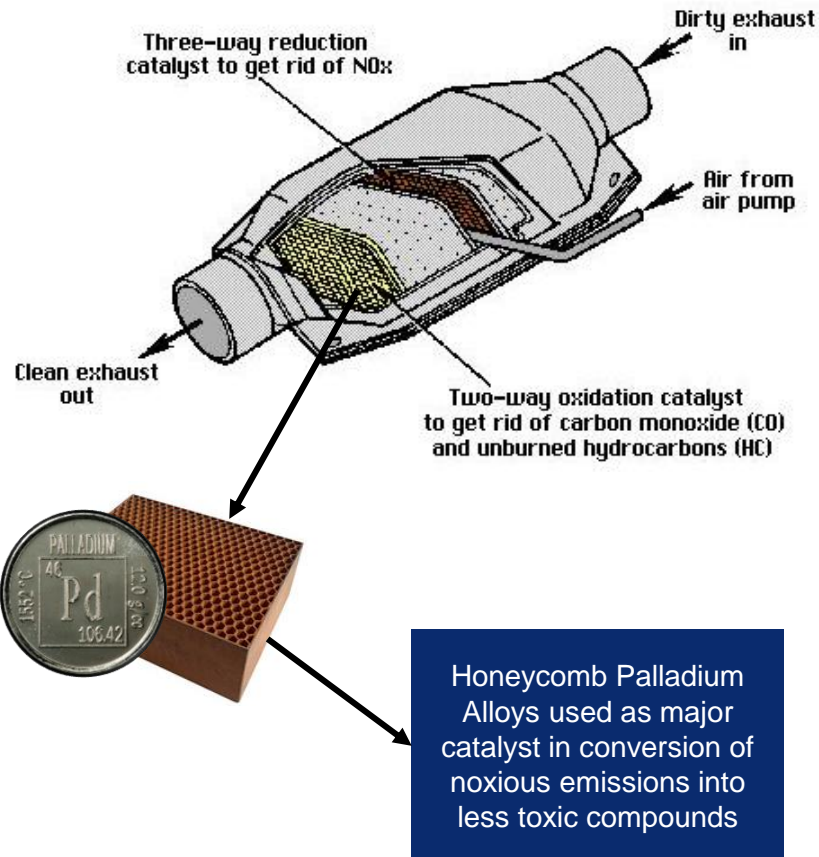 Three-way reduction
catalyst to get rid of NOx
Dirty exhaust
in
Air from
air pump
Clean exhaust
out
Two-way oxidation catalyst
to get rid of carbon monoxide (CO)
and unburned hydrocarbons (HC)
PALLADIUM
46
Pd
106.42
1552 °C
12.0 g/cc
Honeycomb Palladium
Alloys used as major
catalyst in conversion of
noxious emissions into
less toxic compounds